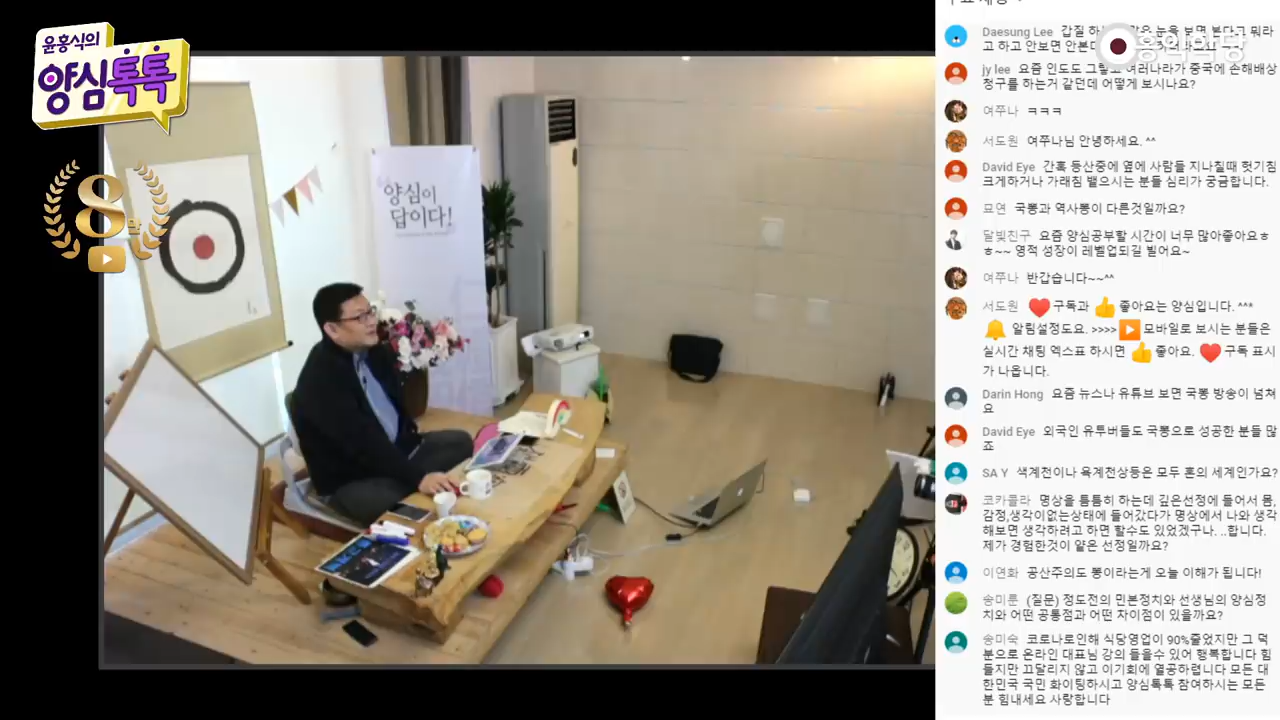 윤홍식의
양심톡톡
8만
양심이
답이다!
Daesung Lee
jy lee 요즘 인도도 그렇고 여러나라가 중국에 손해배상
청구를 하는거 같던데 어떻게 보시나요?
여쭈나 ㅋㅋㅋ
서도원 여쭈나님 안녕하세요. ^^
David Eye 간혹 등산중에 옆에 사람들 지나칠때 헛기침
크게하거나 가래침 뱉으시는 분들 심리가 궁금합니다.
묘연 국뽕과 역사뽕이 다른것일까요?
달빛친구 요즘 양심공부할 시간이 너무 많아좋아요ㅎ
ㅎ~~ 영적 성장이 레벨업되길 빌어요~
여쭈나 반갑습니다~~^^
서도원 ❤️ 구독과 👍 좋아요는 양심입니다. ^^*
🔔 알림설정도요. >>>> ▶️ 모바일로 보시는 분들은
실시간 채팅 엑스표 하시면 👍 좋아요. ❤️ 구독 표시
가 나옵니다.
Darin Hong 요즘 뉴스나 유튜브 보면 국뽕 방송이 넘쳐
요
David Eye 외국인 유투버들도 국뽕으로 성공한 분들 많
죠
SA Y 색계천이나 욕계천상등은 모두 혼의 세계인가요?
코카콜라 명상을 틈틈히 하는데 깊은선정에 들어서 몸,
감정,생각이없는상태에 들어갔다가 명상에서 나와 생각
해보면 생각하려고 하면 할수도 있었겠구나. ..합니다.
제가 경험한것이 얕은 선정일까요?
이연화 공산주의도 뽕이라는게 오늘 이해가 됩니다!
송미룬 (질문) 정도전의 민본정치와 선생님의 양심정
치와 어떤 공통점과 어떤 차이점이 있을까요?
송미숙 코로나로인해 식당영업이 90%줄었지만 그 덕
분으로 온라인 대표님 강의 들을수 있어 행복합니다 힘
들지만 끄달리지 않고 이기회에 열공하렵니다 모든 대
한민국 국민 화이팅하시고 양심톡톡 참여하시는 모든
분 힘내세요 사랑합니다